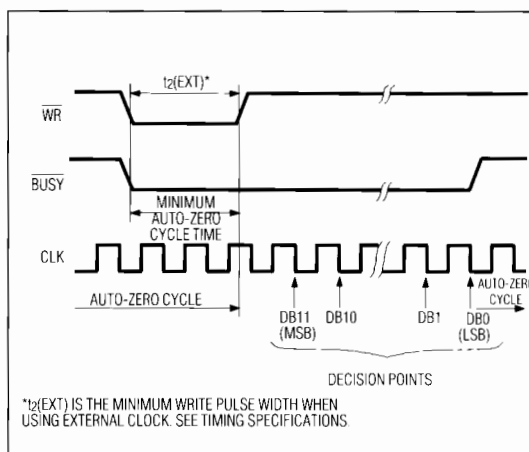 t2(EXT)*
WR
BUSY
MINIMUM
AUTO-ZERO
CYCLE TIME
CLK
AUTO-ZERO CYCLE
AUTO-ZERO
CYCLE
DB11
(MSB)
DB10
DB1
DB0
(LSB)
DECISION POINTS
*t2(EXT) IS THE MINIMUM WRITE PULSE WIDTH WHEN
USING EXTERNAL CLOCK. SEE TIMING SPECIFICATIONS.